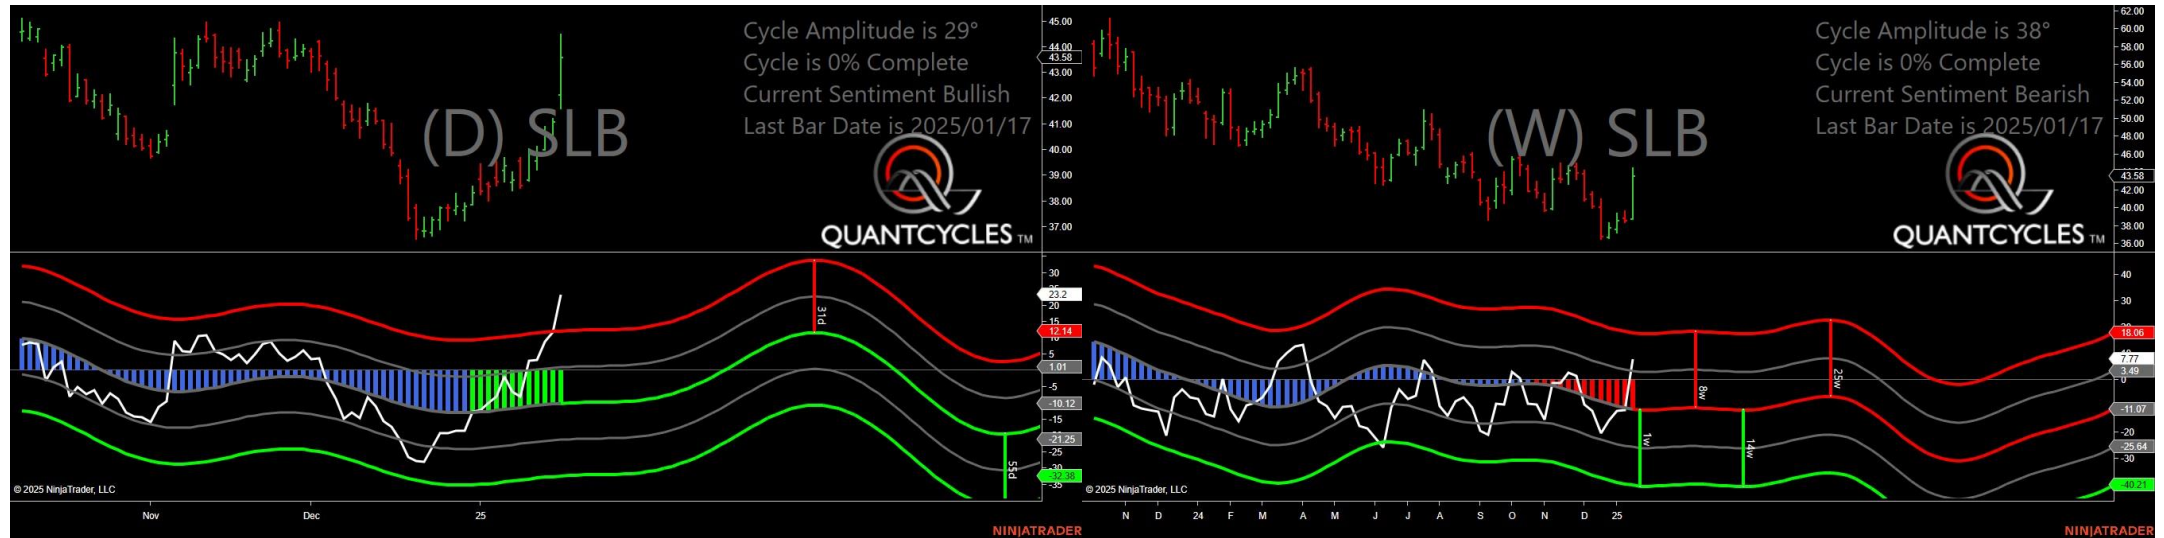 Cycle Amplitude is 29°
Cycle is 0% Complete
Current Sentiment Bullish
Last Bar Date is 2025/01/17
(D) SLB
QUANTCYCLES TM
45.00
44.00
43.58
43.00
42.00
41.00
40.00
39.00
38.00
37.00
30
23.2
20
15
12.14
10
5
1.01
-5
-10.12
-15
-21.25
-25
-30
-32.38
-35
31d
55d
© 2025 NinjaTrader, LLC
Nov
Dec
25
NINJATRADER
Cycle Amplitude is 38°
Cycle is 0% Complete
Current Sentiment Bearish
Last Bar Date is 2025/01/17
(W) SLB
QUANTCYCLES TM
62.00
60.00
58.00
56.00
54.00
52.00
50.00
48.00
46.00
43.58
42.00
40.00
38.00
36.00
40
30
18.06
7.77
3.49
0
-11.07
-20
-25.64
-30
-40.21
8w
25w
1w
14w
© 2025 NinjaTrader, LLC
N D 24 F M A M J J A S O N D 25
NINJATRADER